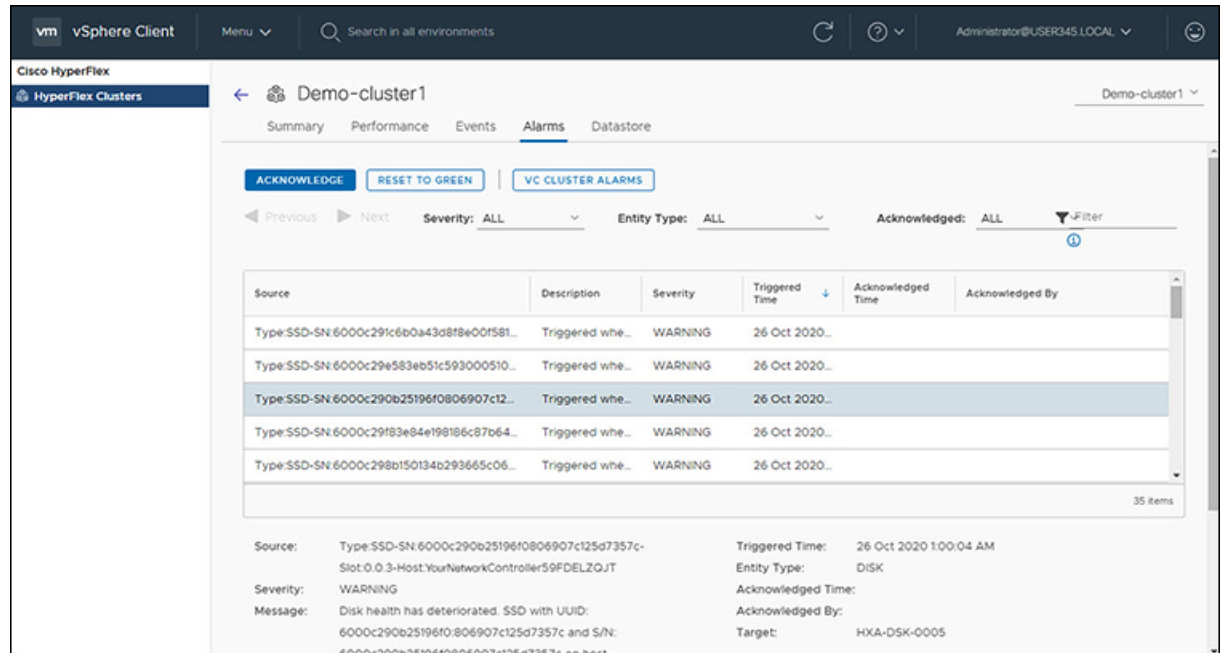 vm vSphere Client Menu Search in all environments Administrator@USER345.LOCAL
Cisco HyperFlex
HyperFlex Clusters
Demo-cluster1 Demo-cluster1
Summary Performance Events Alarms Datastore
ACKNOWLEDGE RESET TO GREEN VC CLUSTER ALARMS
Previous Next Severity: ALL Entity Type: ALL Acknowledged: ALL Filter
Source Description Severity Triggered Time Acknowledged Time Acknowledged By
Type:SSD-SN:6000c291c6b0a43d8f8e00f581... Triggered whe... WARNING 26 Oct 2020...
Type:SSD-SN:6000c29e583eb51c593000510... Triggered whe... WARNING 26 Oct 2020...
Type:SSD-SN:6000c290b25196f0806907c12... Triggered whe... WARNING 26 Oct 2020...
Type:SSD-SN:6000c29f83e84e198186c87b64... Triggered whe... WARNING 26 Oct 2020...
Type:SSD-SN:6000c298b150134b293665c06... Triggered whe... WARNING 26 Oct 2020...
35 items
Source: Type:SSD-SN:6000c290b25196f0806907c125d7357c- Triggered Time: 26 Oct 2020 1:00:04 AM
Slot:0.0.3-Host:YourNetworkController59FDELZQJT Entity Type: DISK
Severity: WARNING Acknowledged Time:
Message: Disk health has deteriorated. SSD with UUID: Acknowledged By:
6000c290b25196f0:806907c125d7357c and S/N: Target: HXA-DSK-0005